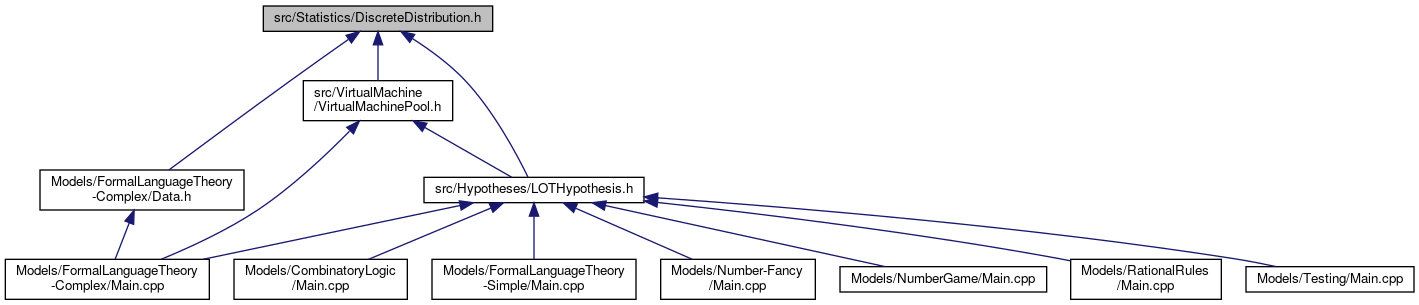 src/Statistics/DiscreteDistribution.h
src/VirtualMachine
/VirtualMachinePool.h
Models/FormalLanguageTheory
-Complex/Data.h
src/Hypotheses/LOTHypothesis.h
Models/FormalLanguageTheory
-Complex/Main.cpp
Models/CombinatoryLogic
/Main.cpp
Models/FormalLanguageTheory
-Simple/Main.cpp
Models/Number-Fancy
/Main.cpp
Models/NumberGame/Main.cpp
Models/RationalRules
/Main.cpp
Models/Testing/Main.cpp